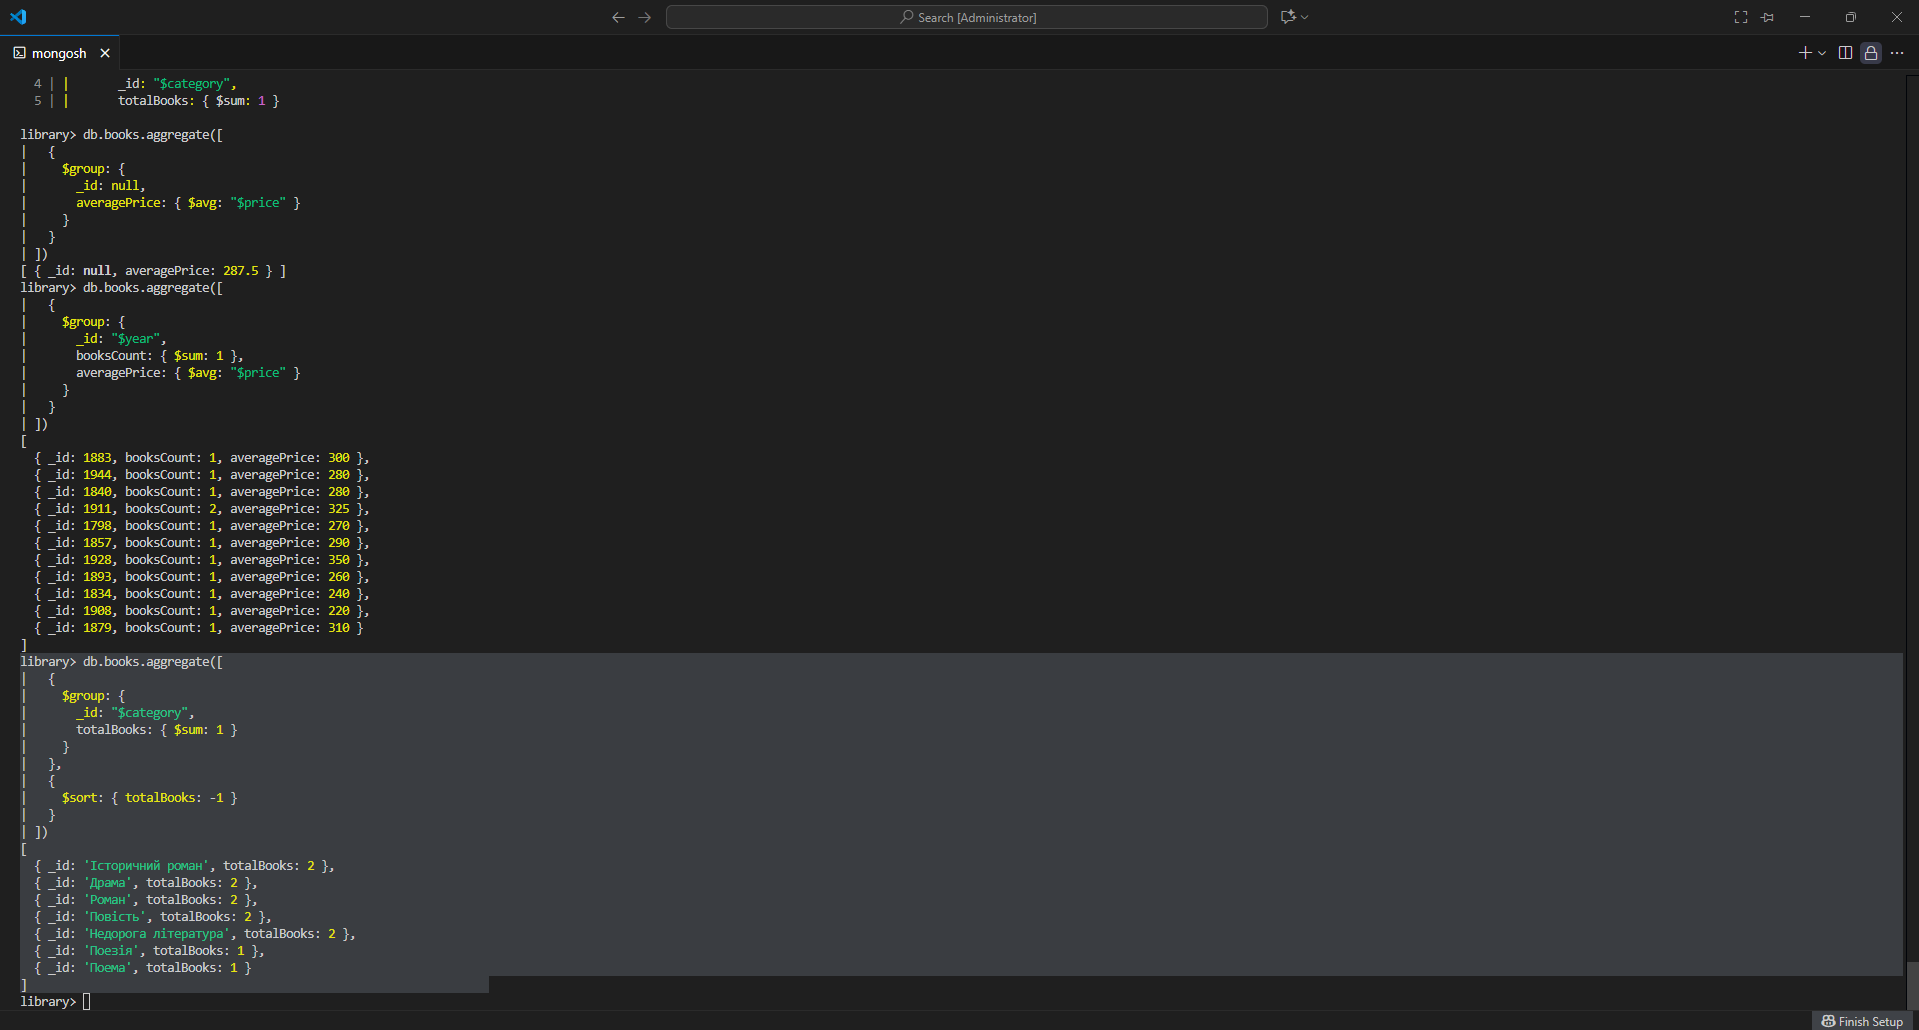 Search [Administrator]
mongosh
4 | |       _id: "$category",
5 | |       totalBooks: { $sum: 1 }
library> db.books.aggregate([
|   {
|     $group: {
|       _id: null,
|       averagePrice: { $avg: "$price" }
|     }
|   }
| ])
[ { _id: null, averagePrice: 287.5 } ]
library> db.books.aggregate([
|   {
|     $group: {
|       _id: "$year",
|       booksCount: { $sum: 1 },
|       averagePrice: { $avg: "$price" }
|     }
|   }
| ])
[
  { _id: 1883, booksCount: 1, averagePrice: 300 },
  { _id: 1944, booksCount: 1, averagePrice: 280 },
  { _id: 1840, booksCount: 1, averagePrice: 280 },
  { _id: 1911, booksCount: 2, averagePrice: 325 },
  { _id: 1798, booksCount: 1, averagePrice: 270 },
  { _id: 1857, booksCount: 1, averagePrice: 290 },
  { _id: 1928, booksCount: 1, averagePrice: 350 },
  { _id: 1893, booksCount: 1, averagePrice: 260 },
  { _id: 1834, booksCount: 1, averagePrice: 240 },
  { _id: 1908, booksCount: 1, averagePrice: 220 },
  { _id: 1879, booksCount: 1, averagePrice: 310 }
]
library> db.books.aggregate([
|   {
|     $group: {
|       _id: "$category",
|       totalBooks: { $sum: 1 }
|     }
|   },
|   {
|     $sort: { totalBooks: -1 }
|   }
| ])
[
  { _id: 'Історичний роман', totalBooks: 2 },
  { _id: 'Драма', totalBooks: 2 },
  { _id: 'Роман', totalBooks: 2 },
  { _id: 'Повість', totalBooks: 2 },
  { _id: 'Недорога література', totalBooks: 2 },
  { _id: 'Поезія', totalBooks: 1 },
  { _id: 'Поема', totalBooks: 1 }
]
library>
Finish Setup